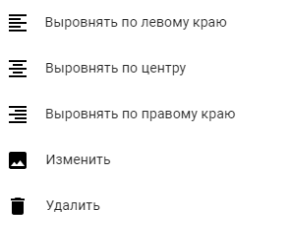 Выровнять по левому краю
Выровнять по центру
Выровнять по правому краю
Изменить
Удалить